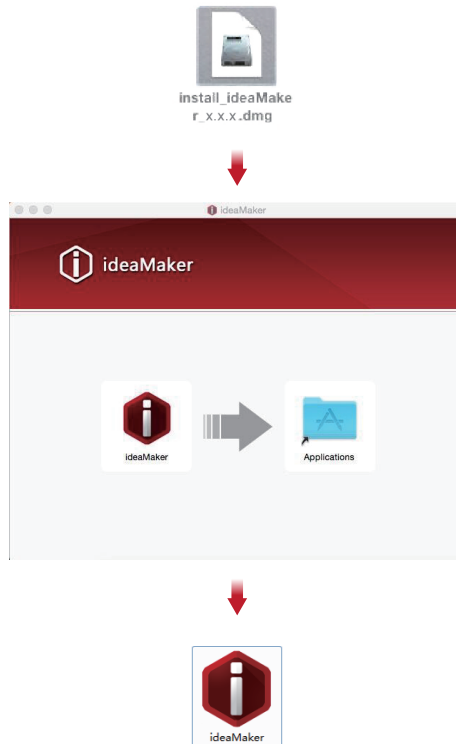 install_ideaMake
r_x.x.x.dmg
ideaMaker
ideaMaker
ideaMaker
Applications
ideaMaker